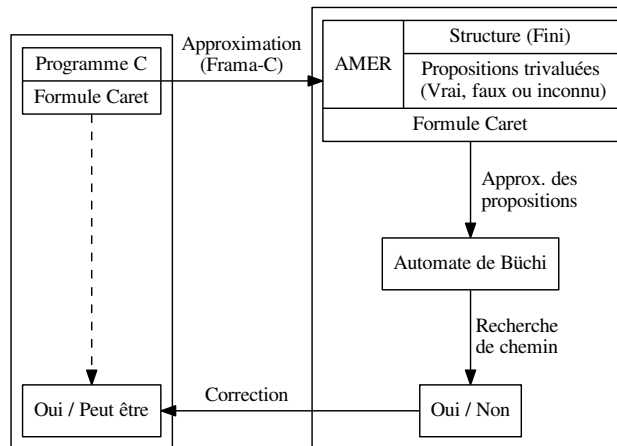 Programme C
Formule Caret
Approximation
(Frama-C)
AMER
Structure (Fini)
Propositions trivaluées
(Vrai, faux ou inconnu)
Formule Caret
Approx. des
propositions
Automate de Büchi
Recherche
de chemin
Oui / Peut être
Correction
Oui / Non